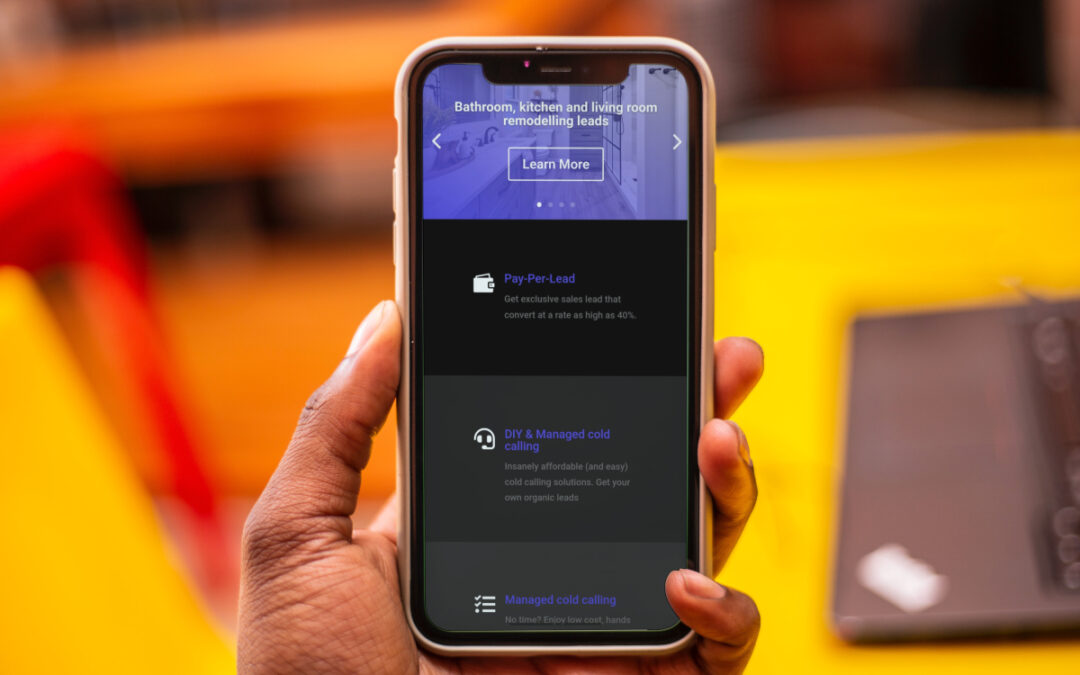 Bathroom, kitchen and living room
remodelling leads
Learn More
Pay-Per-Lead
Get exclusive sales lead that
convert at a rate as high as 40%.
DIY & Managed cold
calling
Insanely affordable (and easy)
cold calling solutions. Get your
own organic leads
Managed cold calling
No time? Enjoy low cost, hands